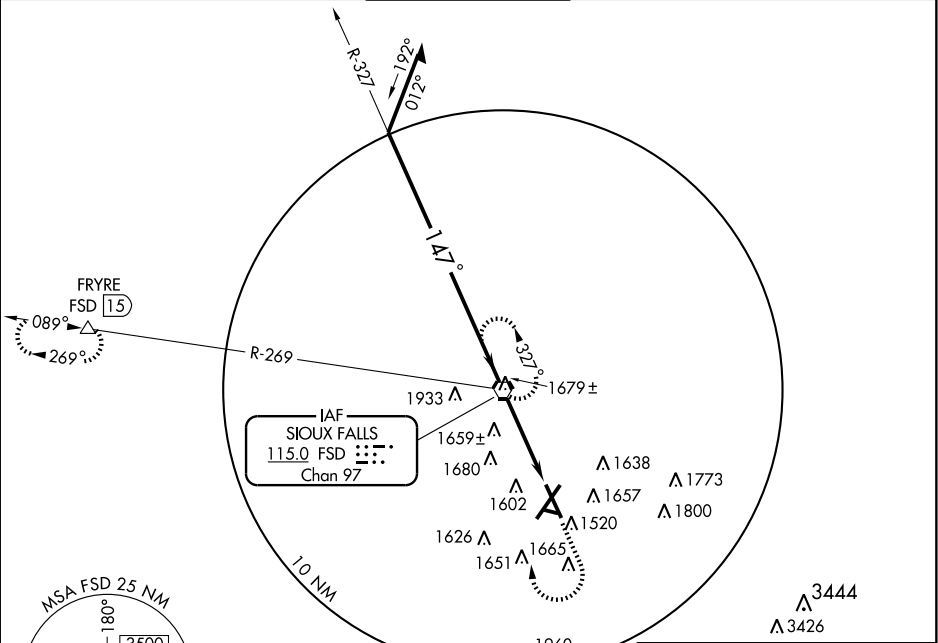 R-327
192°
012°
147°
FRYRE
FSD 15
089°
269°
R-269
327°
1679±
1933
IAF
SIOUX FALLS
115.0 FSD
Chan 97
1659±
1680
1638
1773
1602
1657
1800
1520
1626
1651
1665
10 NM
MSA FSD 25 NM
180°
3500
3444
3426